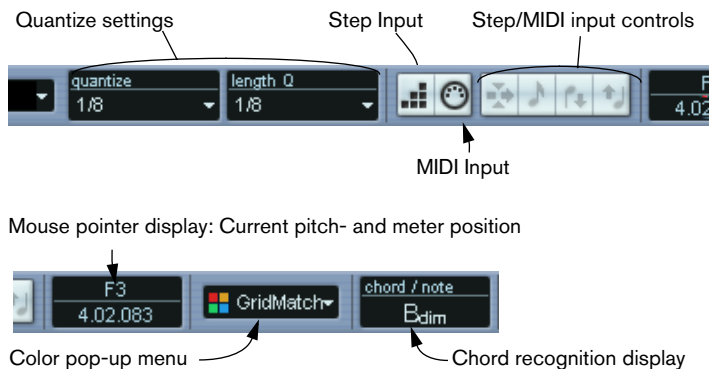 Quantize settings Step Input Step/MIDI input controls
quantize length Q
1/8 1/8 F
4.02
MIDI Input
Mouse pointer display: Current pitch- and meter position
F3 GridMatch chord / note
4.02.083 Bdim
Color pop-up menu Chord recognition display